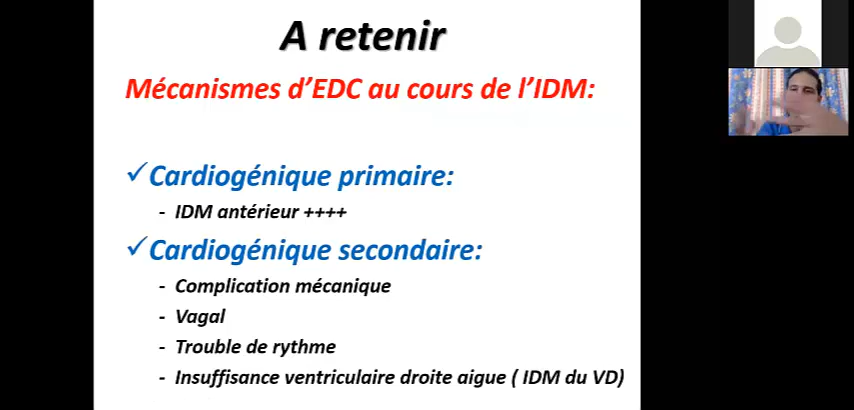 A retenir
Mécanismes d’EDC au cours de l’IDM:
✓Cardiogénique primaire:
- IDM antérieur ++++
✓Cardiogénique secondaire:
- Complication mécanique
- Vagal
- Trouble de rythme
- Insuffisance ventriculaire droite aigue ( IDM du VD)